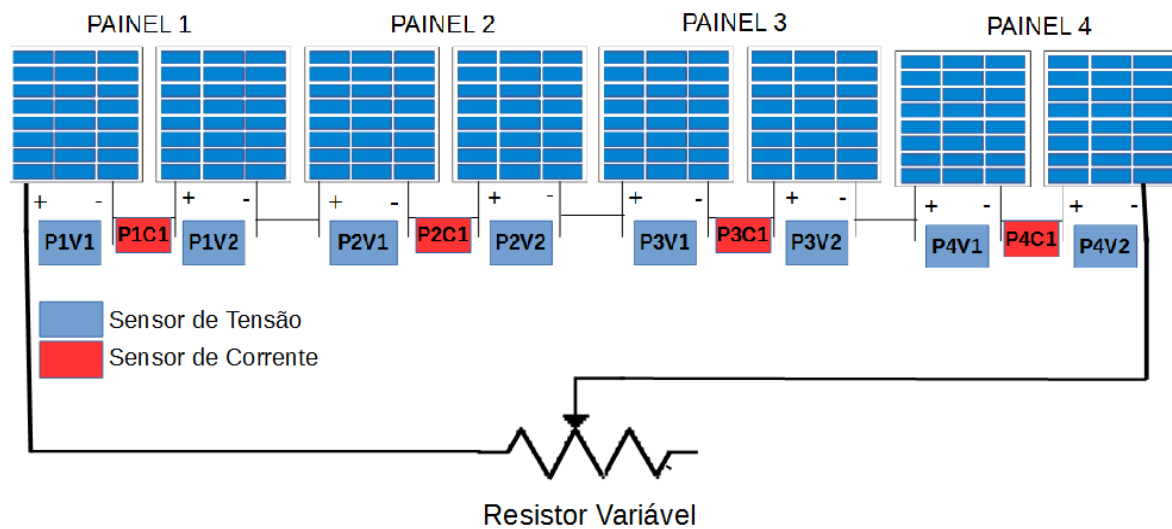 PAINEL 1 PAINEL 2 PAINEL 3 PAINEL 4
+ - + - + - + - + - + - + - + -
P1V1 P1C1 P1V2 P2V1 P2C1 P2V2 P3V1 P3C1 P3V2 P4V1 P4C1 P4V2
Sensor de Tensão
Sensor de Corrente
Resistor Variável